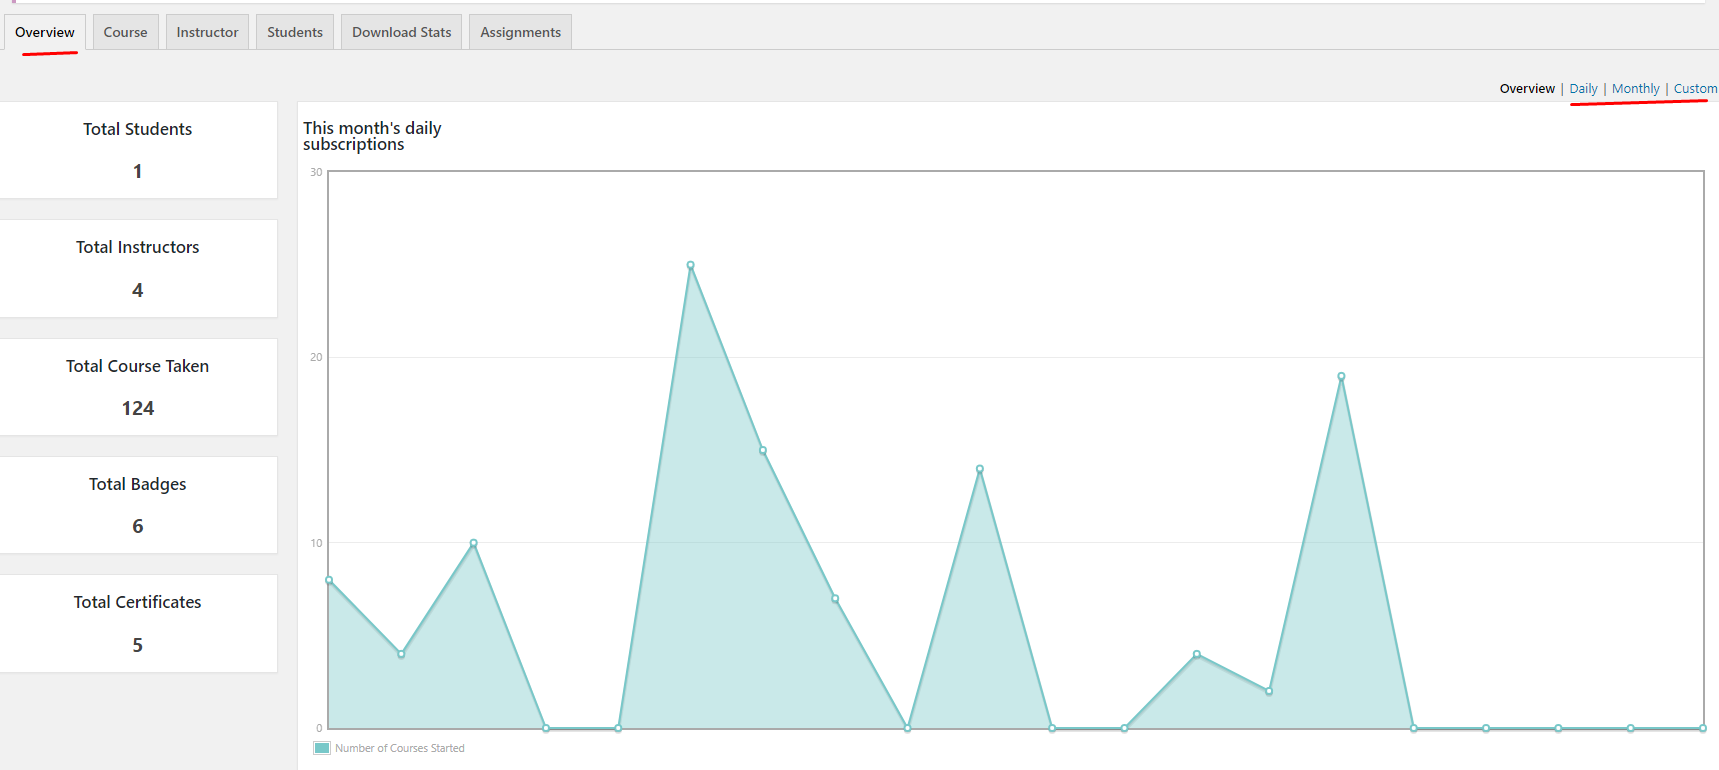 Overview Course Instructor Students Download Stats Assignments
Overview | Daily | Monthly | Custom
Total Students
1
Total Instructors
4
Total Course Taken
124
Total Badges
6
Total Certificates
5
This month's daily
subscriptions
30
20
10
0
Number of Courses Started